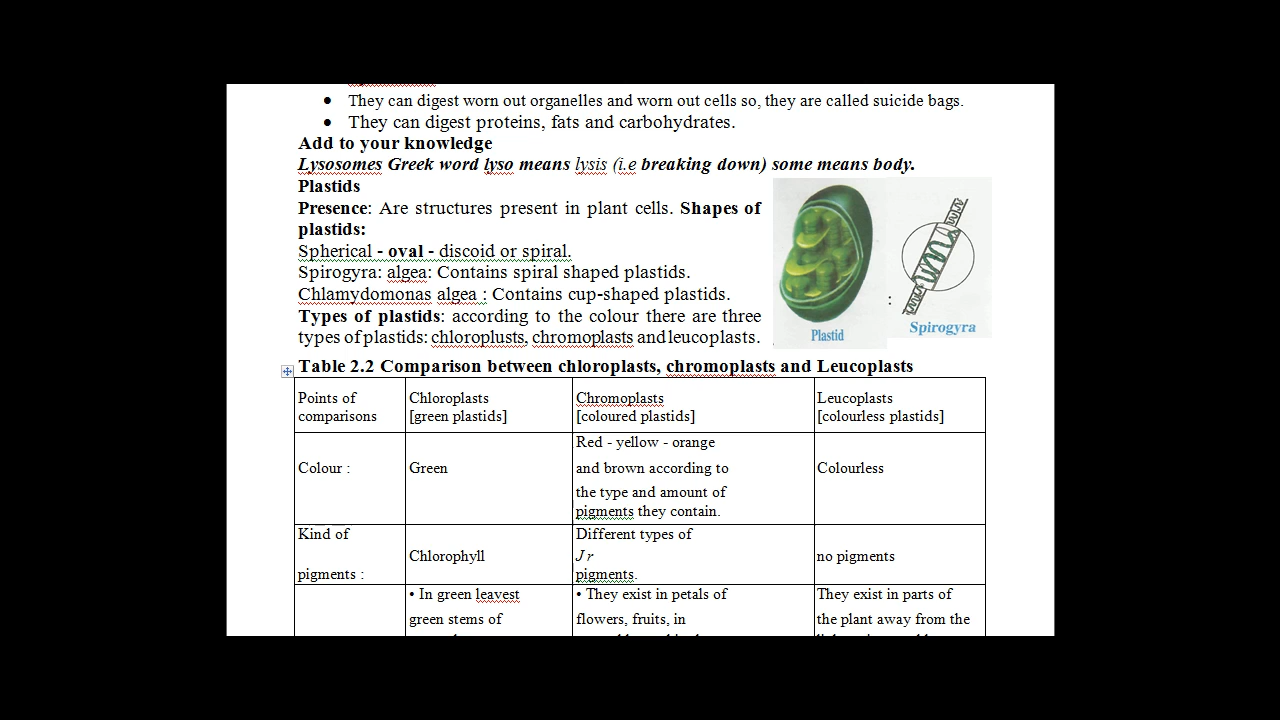 • They can digest worn out organelles and worn out cells so, they are called suicide bags.
• They can digest proteins, fats and carbohydrates.
Add to your knowledge
Lysosomes Greek word lyso means lysis (i.e breaking down) some means body.
Plastids
Presence: Are structures present in plant cells. Shapes of
plastids:
Spherical - oval - discoid or spiral.
Spirogyra: algea: Contains spiral shaped plastids.
Chlamydomonas algea : Contains cup-shaped plastids.
Types of plastids: according to the colour there are three
types of plastids: chloroplusts, chromoplasts and leucoplasts.
Plastid
:
Spirogyra
Table 2.2 Comparison between chloroplasts, chromoplasts and Leucoplasts
Points of
comparisons
Chloroplasts
[green plastids]
Chromoplasts
[coloured plastids]
Leucoplasts
[colourless plastids]
Colour :
Green
Red - yellow - orange
and brown according to
the type and amount of
pigments they contain.
Colourless
Kind of
pigments :
Chlorophyll
Different types of
J r
pigments.
no pigments
• In green leavest
green stems of
• They exist in petals of
flowers, fruits, in
They exist in parts of
the plant away from the